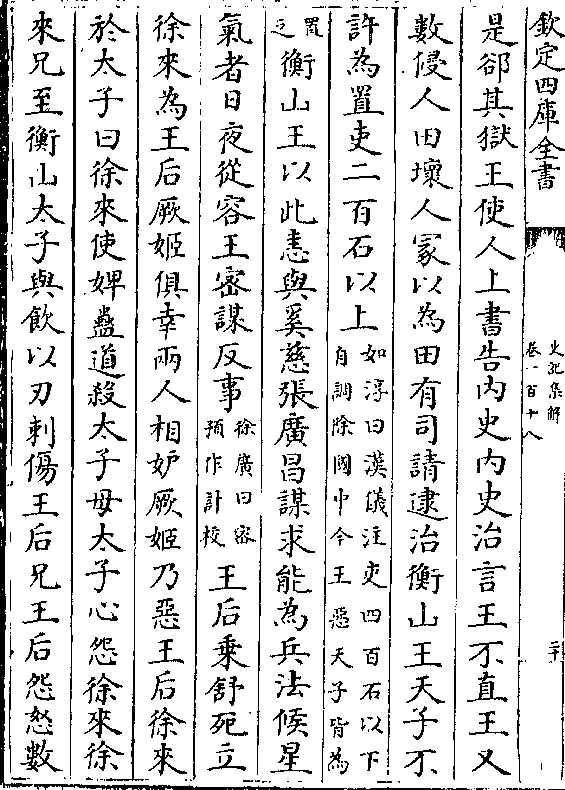 欽定四庫全書
史記集解
卷一百十八
二十
是卻其獄王使人上書告內史內史治言王不直王又
數侵人田壞人冢以為田有司請逮治衡山王天子不
許為置吏二百石以上
如淳曰漢儀注吏四百石以下
自調除國中今王惡天子皆為
置
之
衡山王以此恚與奚慈張廣昌謀求能為兵法候星
氣者日夜從容王密謀反事
徐廣曰密
預作計校
王后乗舒死立
徐來為王后厥姬俱幸兩人相妒厥姬乃惡王后徐來
於太子曰徐來使婢蠱道殺太子母太子心怨徐來徐
來兄至衡山太子與飲以刃刺傷王后兄王后怨怒數